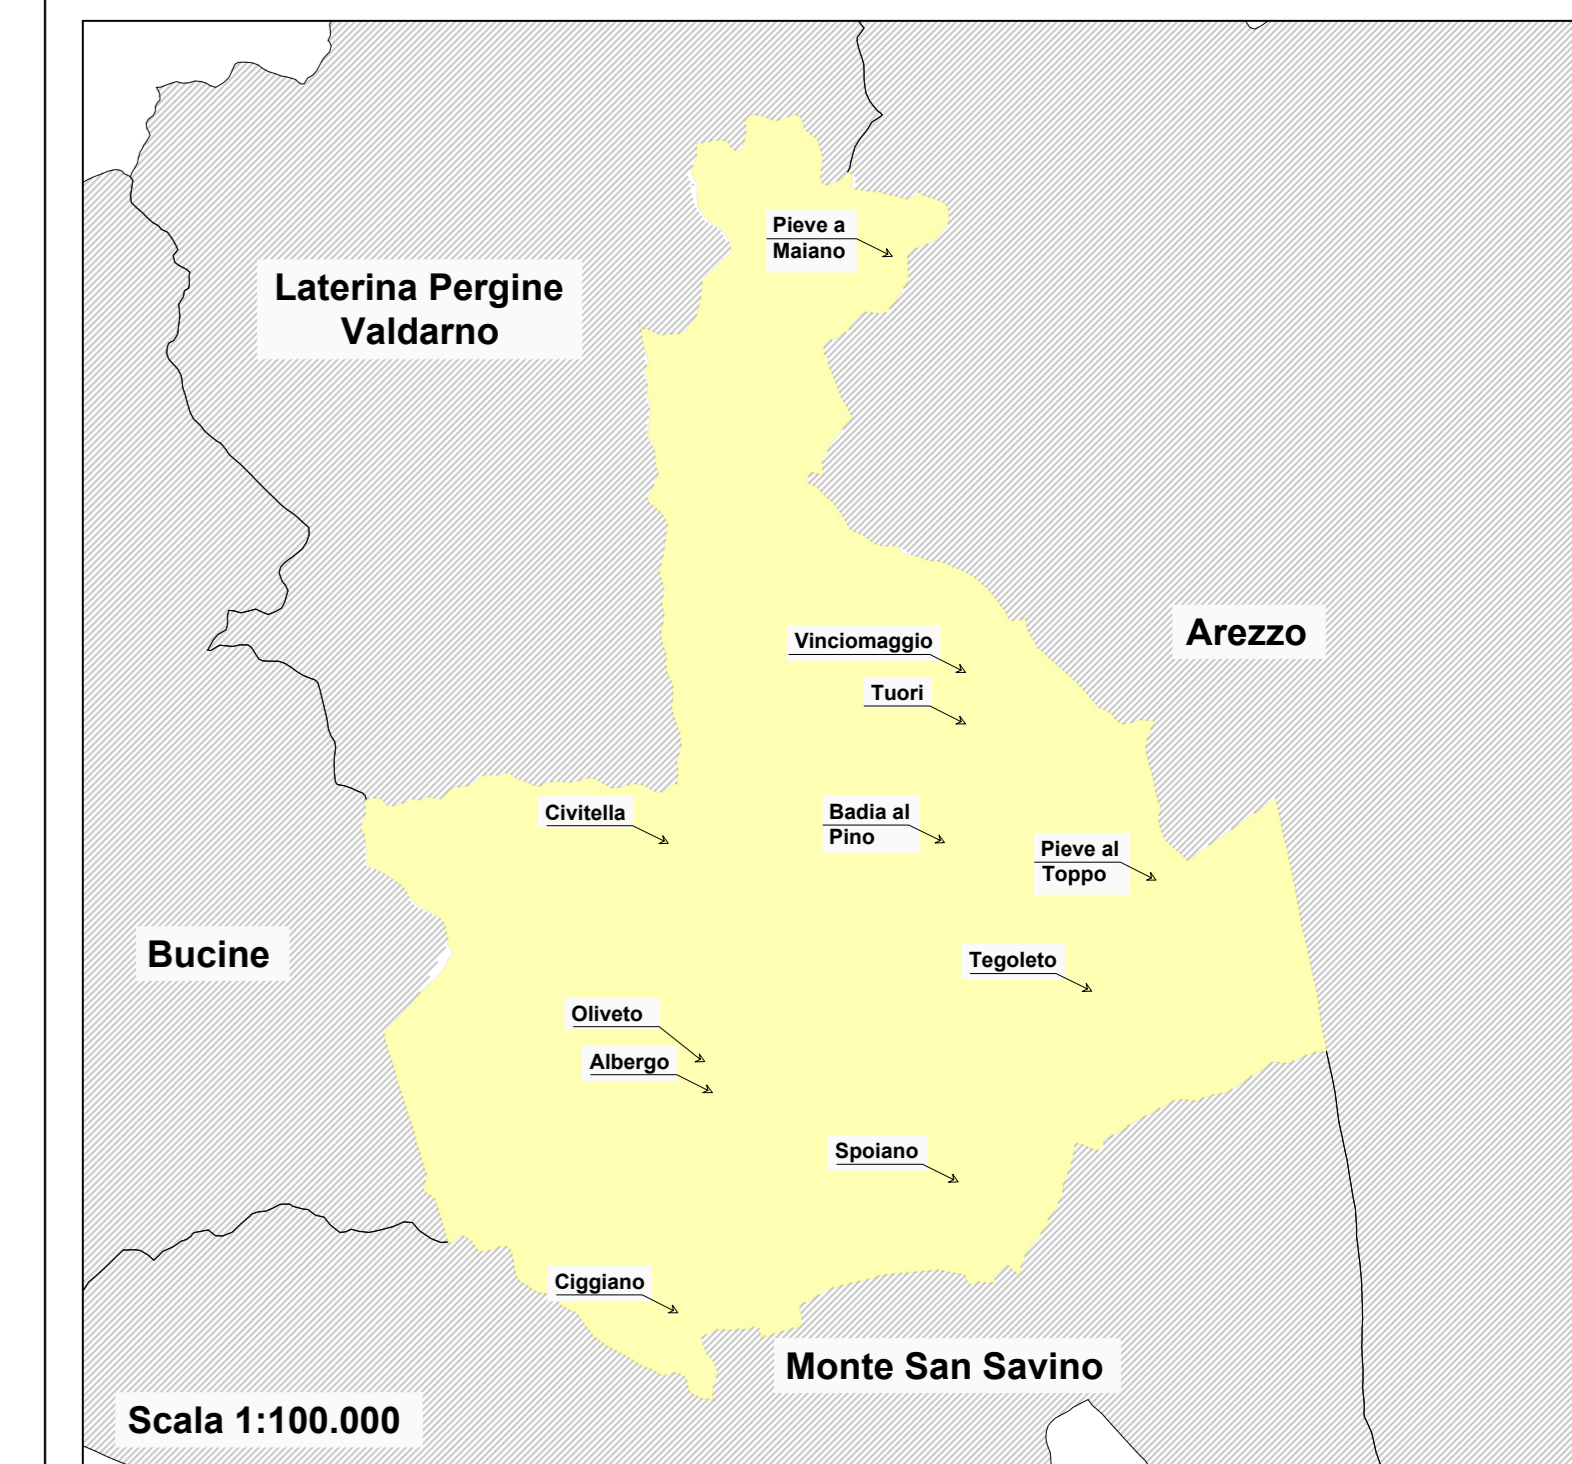 Pieve a
Maiano
Laterina Pergine
Valdarno
Arezzo
Vinciomaggio
Tuori
Civitella
Badia al
Pino
Pieve al
Toppo
Bucine
Tegoleto
Oliveto
Albergo
Spoiano
Ciggiano
Monte San Savino
Scala 1:100.000